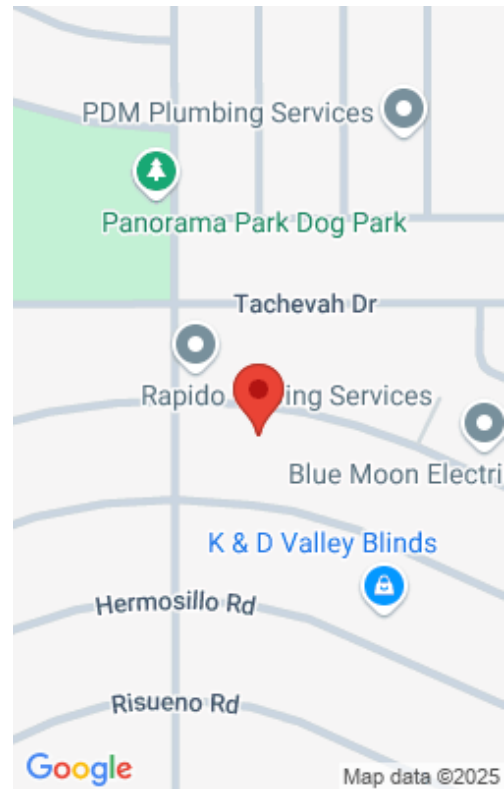 PDM Plumbing Services
Panorama Park Dog Park
Tachevah Dr
Rapido ing Services
Blue Moon Electri
K & D Valley Blinds
Hermosillo Rd
Risueno Rd
Google
Map data ©2025